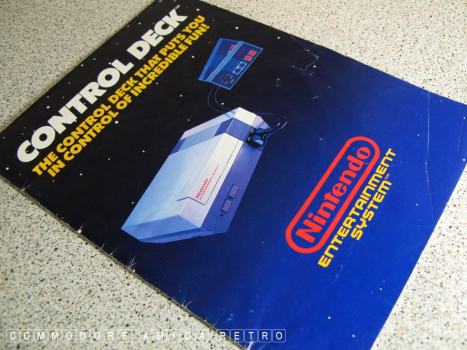 CONTROL DECK™
THE CONTROL DECK THAT PUTS YOU
IN CONTROL OF INCREDIBLE FUN!
Nintendo
Nintendo
ENTERTAINMENT
SYSTEM™
COMMODORE AMIGA RETRO